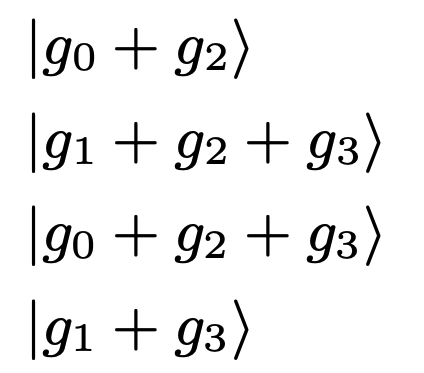 |g₀ + g₂⟩
|g₁ + g₂ + g₃⟩
|g₀ + g₂ + g₃⟩
|g₁ + g₃⟩